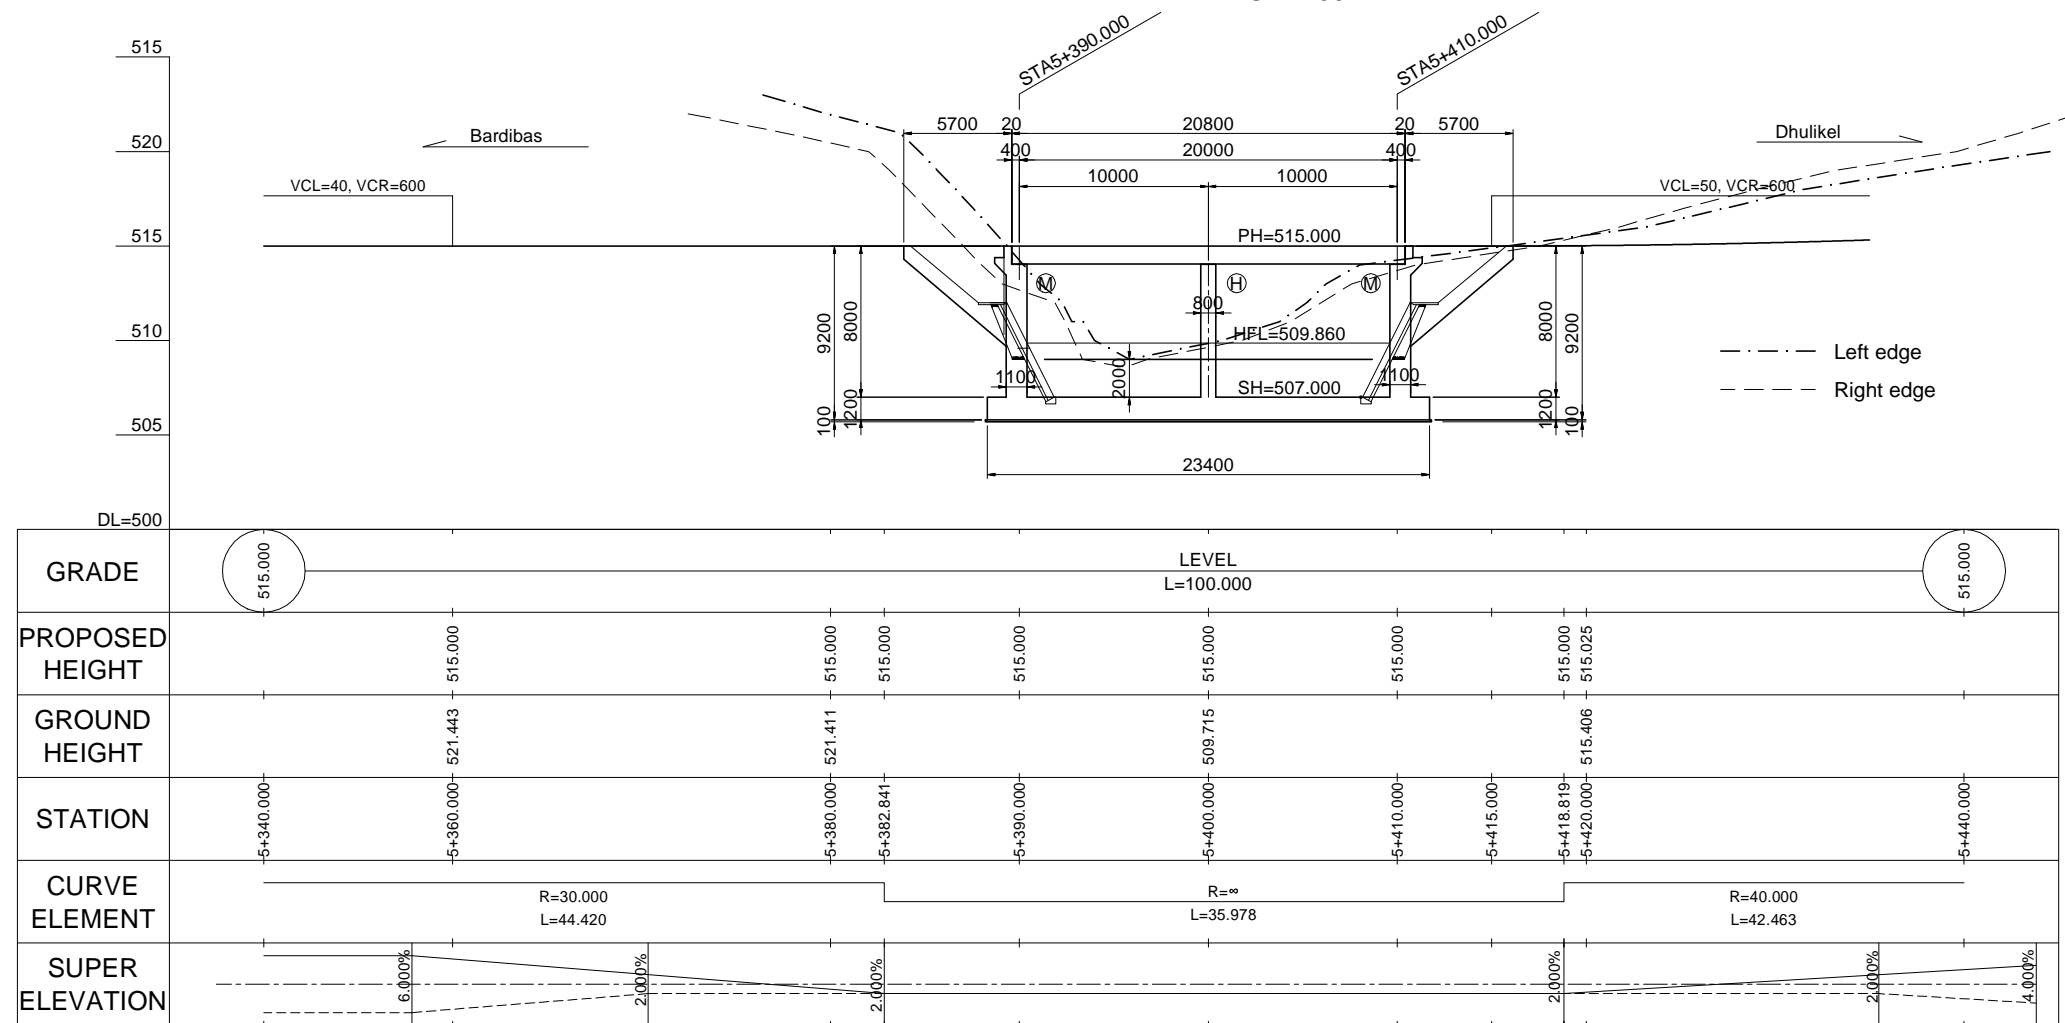 STA5+390.000
STA5+410.000
515
5700
20
20800
20
5700
Bardibas
Dhulikel
520
400
20000
400
10000
10000
VCL=40, VCR=600
VCL=50, VCR=600
515
PH=515.000
M
H
M
800
9200
8000
8000
9200
510
HFL=509.860
Left edge
1100
2000
1100
SH=507.000
Right edge
100
1200
1200
100
505
23400
DL=500
GRADE
515.000
LEVEL
L=100.000
515.000
PROPOSED
HEIGHT
515.000
515.000
515.000
515.000
515.000
515.000
515.000
515.025
GROUND
HEIGHT
521.443
521.411
509.715
515.406
STATION
5+340.000
5+360.000
5+380.000
5+382.841
5+390.000
5+400.000
5+410.000
5+415.000
5+418.819
5+420.000
5+440.000
CURVE
ELEMENT
R=30.000
L=44.420
R=∞
L=35.978
R=40.000
L=42.463
SUPER
ELEVATION
6.000%
2.000%
2.000%
2.000%
2.000%
4.000%